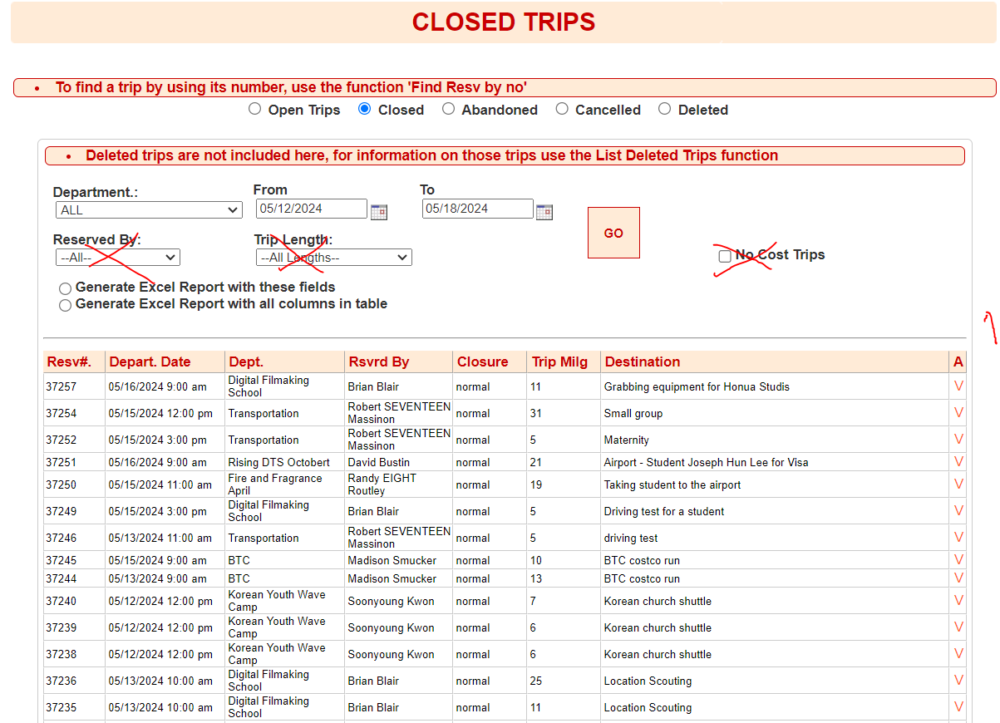 CLOSED TRIPS
• To find a trip by using its number, use the function 'Find Resv by no'
Open Trips Closed Abandoned Cancelled Deleted
• Deleted trips are not included here, for information on those trips use the List Deleted Trips function
Department.: From To
ALL 05/12/2024 05/18/2024
GO
Reserved By: Trip Length: No Cost Trips
--All-- --All Lengths--
Generate Excel Report with these fields
Generate Excel Report with all columns in table
Resv#. Depart. Date Dept. Rsvrd By Closure Trip Milg Destination A
37257 05/16/2024 9:00 am Digital Filmaking School Brian Blair normal 11 Grabbing equipment for Honua Studis V
37254 05/15/2024 12:00 pm Transportation Robert SEVENTEEN Massinon normal 31 Small group V
37252 05/15/2024 3:00 pm Transportation Robert SEVENTEEN Massinon normal 5 Maternity V
37251 05/16/2024 9:00 am Rising DTS Octobert David Bustin normal 21 Airport - Student Joseph Hun Lee for Visa V
37250 05/15/2024 11:00 am Fire and Fragrance April Randy EIGHT Routley normal 19 Taking student to the airport V
37249 05/15/2024 3:00 pm Digital Filmaking School Brian Blair normal 5 Driving test for a student V
37246 05/13/2024 11:00 am Transportation Robert SEVENTEEN Massinon normal 5 driving test V
37245 05/15/2024 9:00 am BTC Madison Smucker normal 10 BTC costco run V
37244 05/13/2024 9:00 am BTC Madison Smucker normal 13 BTC costco run V
37240 05/12/2024 12:00 pm Korean Youth Wave Camp Soonyoung Kwon normal 7 Korean church shuttle V
37239 05/12/2024 12:00 pm Korean Youth Wave Camp Soonyoung Kwon normal 6 Korean church shuttle V
37238 05/12/2024 12:00 pm Korean Youth Wave Camp Soonyoung Kwon normal 6 Korean church shuttle V
37236 05/13/2024 10:00 am Digital Filmaking School Brian Blair normal 25 Location Scouting V
37235 05/13/2024 10:00 am Digital Filmaking School Brian Blair normal 11 Location Scouting V